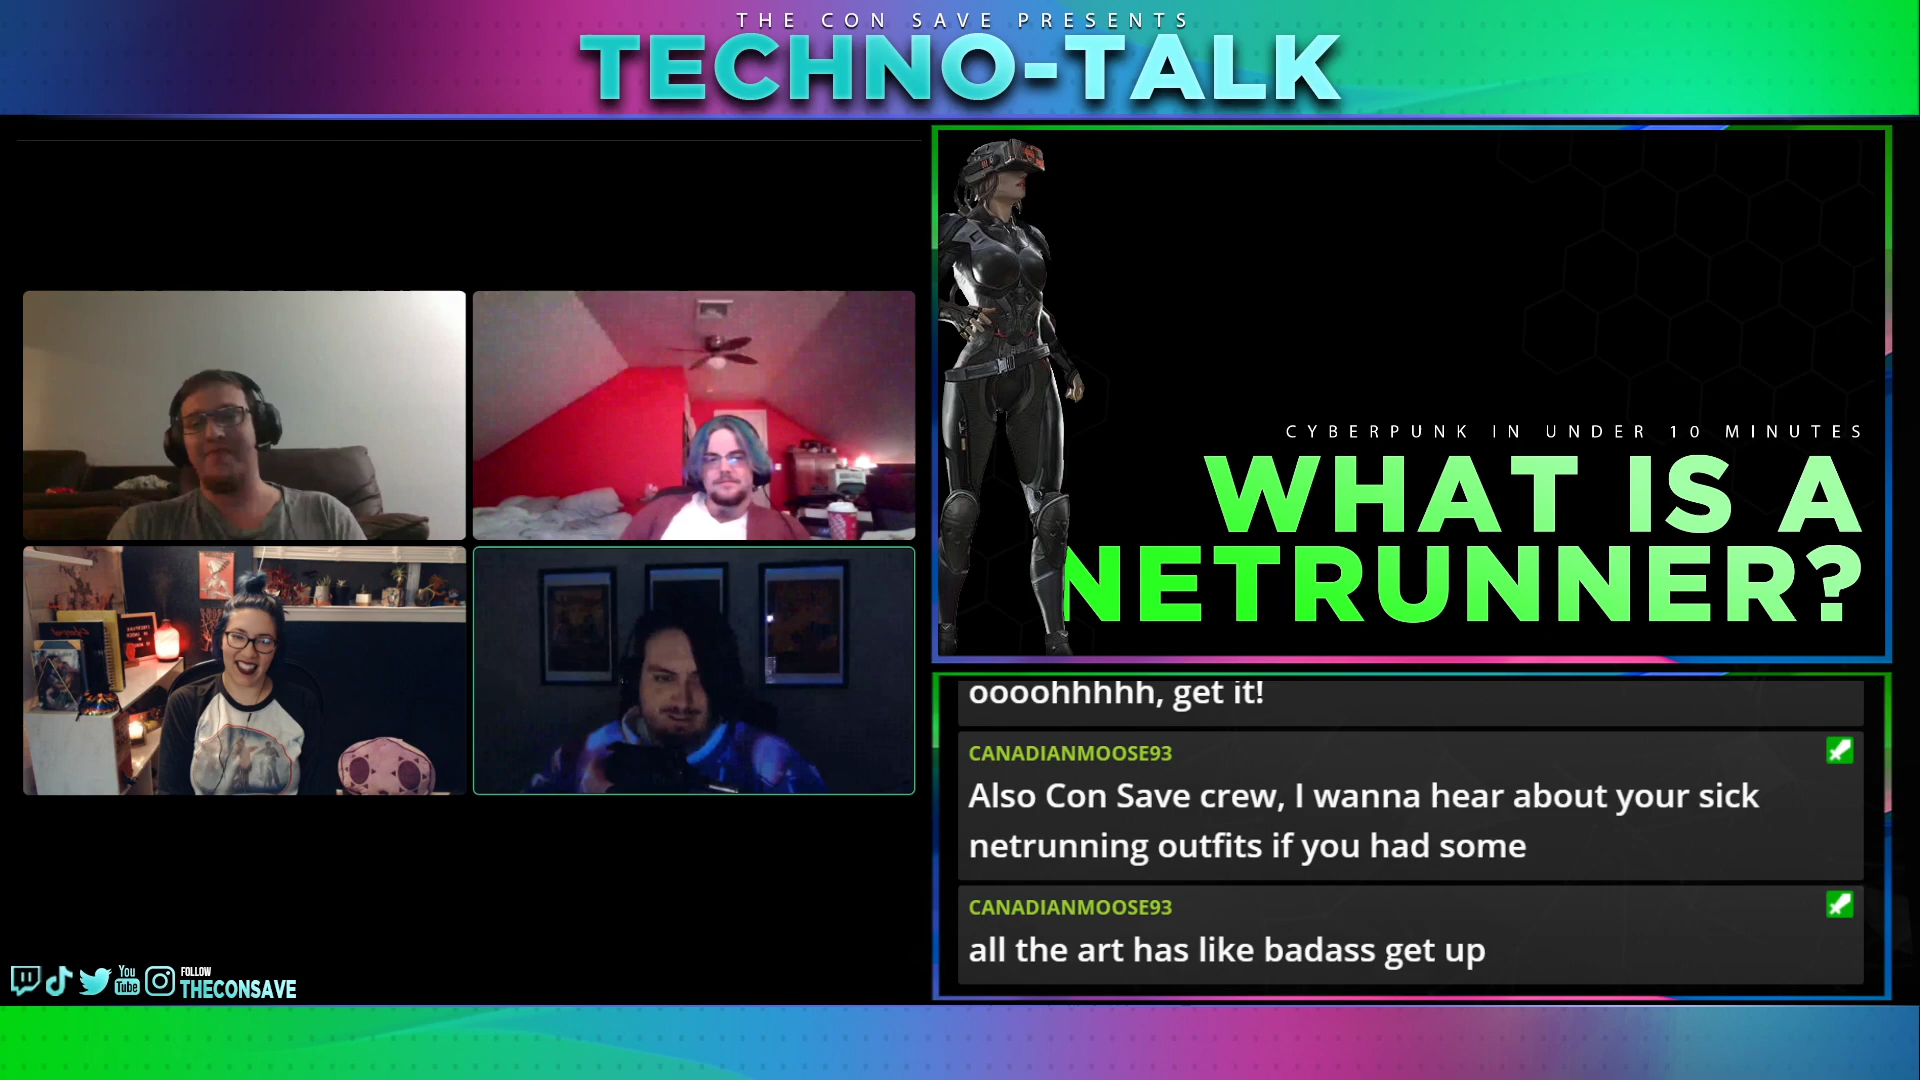 THE CON SAVE PRESENTS
TECHNO-TALK
CYBERPUNK IN UNDER 10 MINUTES
WHAT IS A
NETRUNNER?
oooohhhhh, get it!
CANADIANMOOSE93
Also Con Save crew, I wanna hear about your sick
netrunning outfits if you had some
CANADIANMOOSE93
all the art has like badass get up
You
Tube
FOLLOW
THECONSAVE